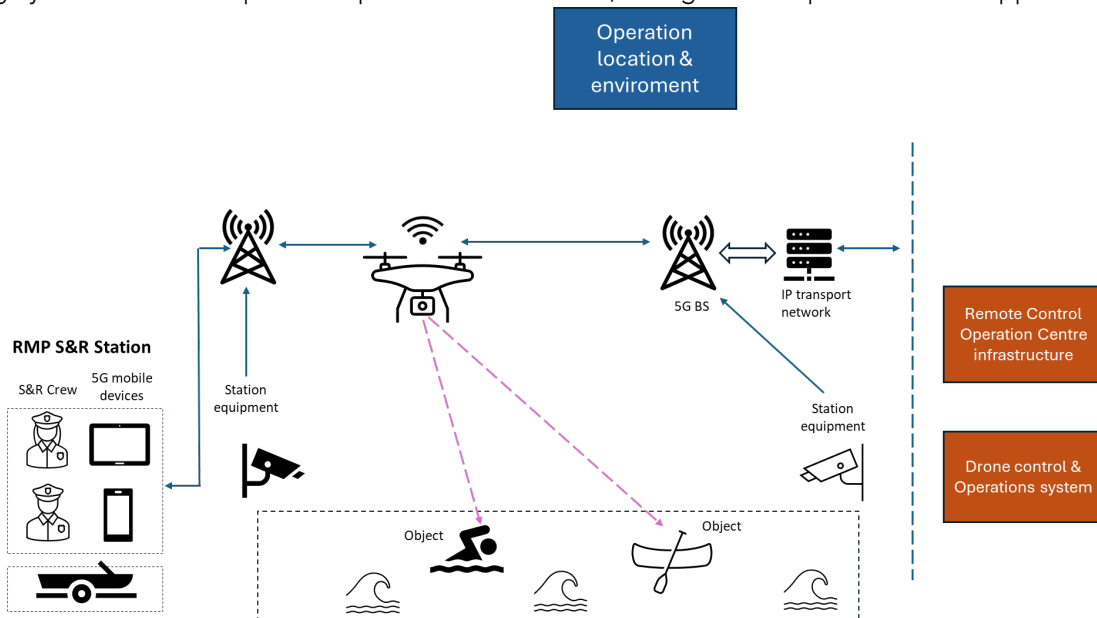 Operation
location &
enviroment
5G BS
IP transport
network
Remote Control
Operation Centre
infrastructure
RMP S&R Station
S&R Crew
5G mobile
devices
Station
equipment
Station
equipment
Drone control &
Operations system
Object
Object